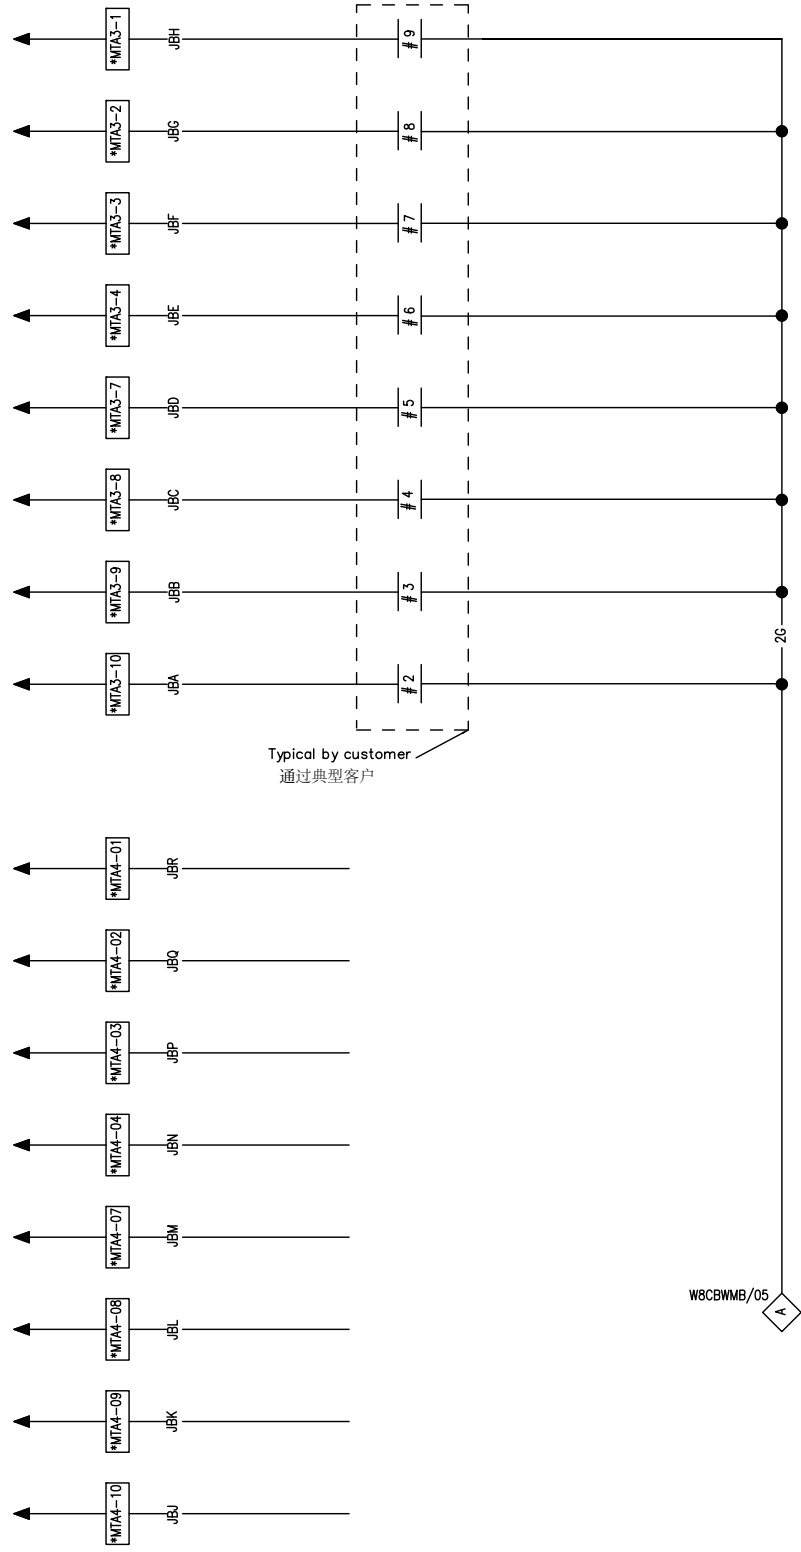 *MTA3-1
JBH
# 9
*MTA3-2
JBG
# 8
*MTA3-3
JBF
# 7
*MTA3-4
JBE
# 6
*MTA3-7
JBD
# 5
*MTA3-8
JBC
# 4
*MTA3-9
JBB
# 3
2G
*MTA3-10
JBA
# 2
Typical by customer
通过典型客户
*MTA4-01
JBR
*MTA4-02
JBQ
*MTA4-03
JBP
*MTA4-04
JBN
*MTA4-07
JBM
W8CBWMB/05
A
*MTA4-08
JBL
*MTA4-09
JBK
*MTA4-10
JBJ